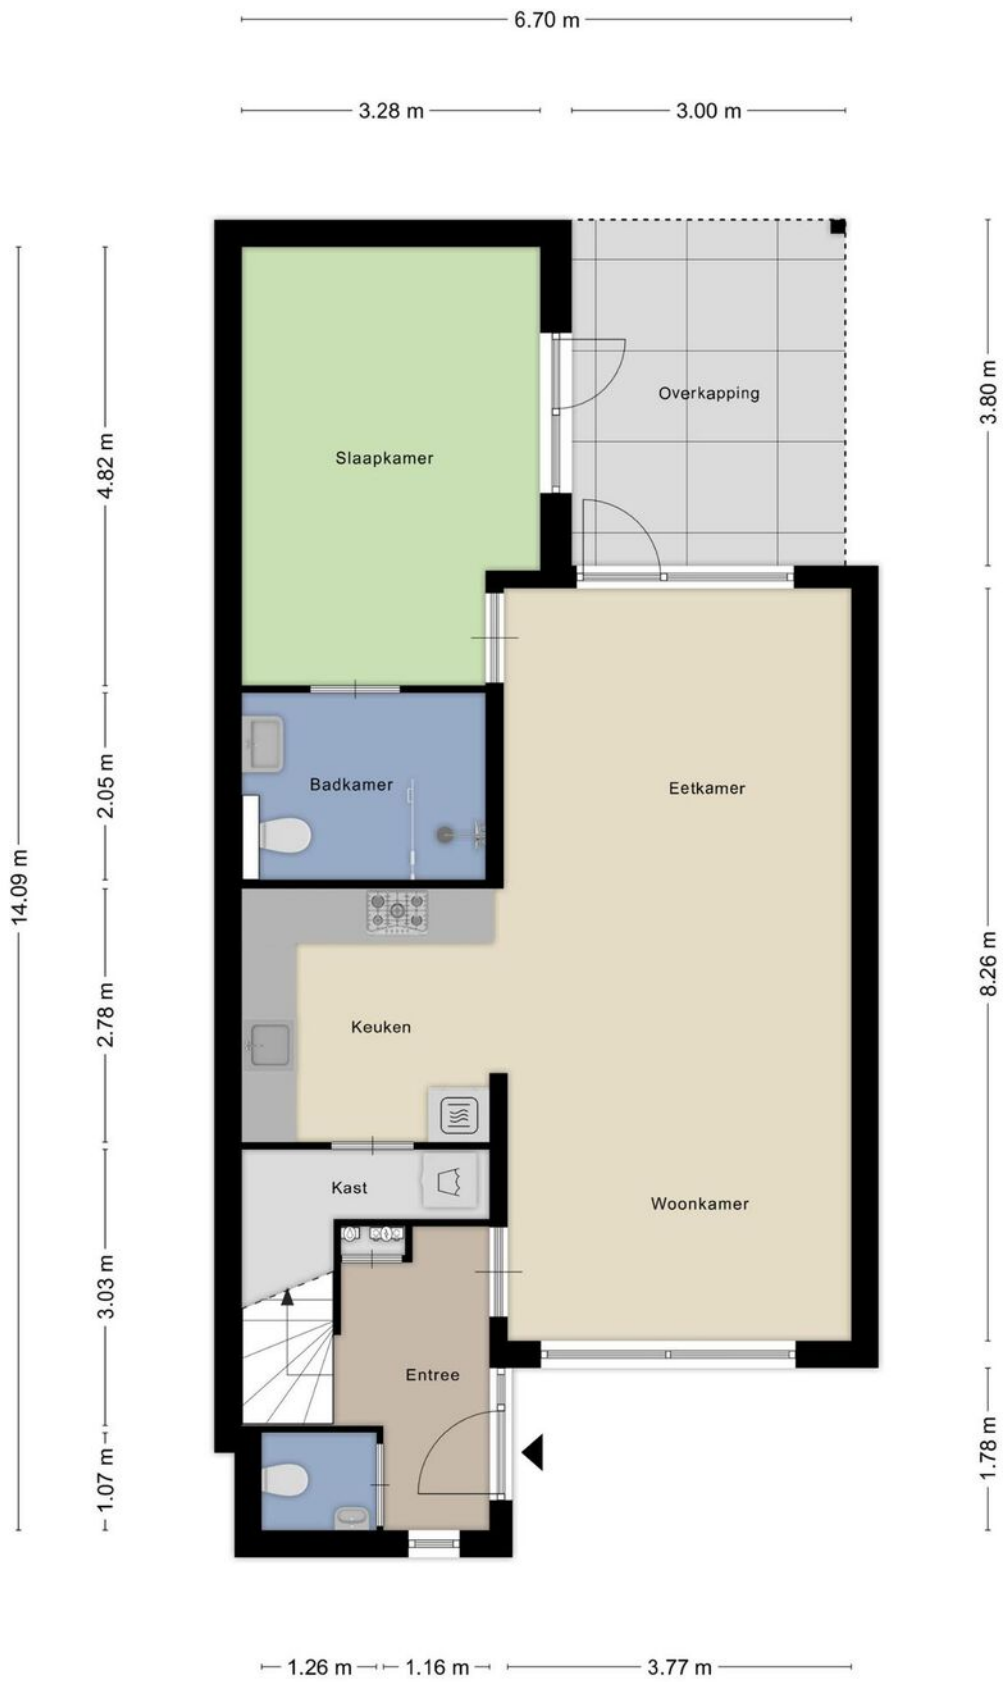 6.70 m
3.28 m
3.00 m
Overkapping
3.80 m
Slaapkamer
4.82 m
Badkamer
2.05 m
Eetkamer
14.09 m
8.26 m
Keuken
2.78 m
Kast
Woonkamer
3.03 m
Entree
1.07 m
1.78 m
1.26 m
1.16 m
3.77 m